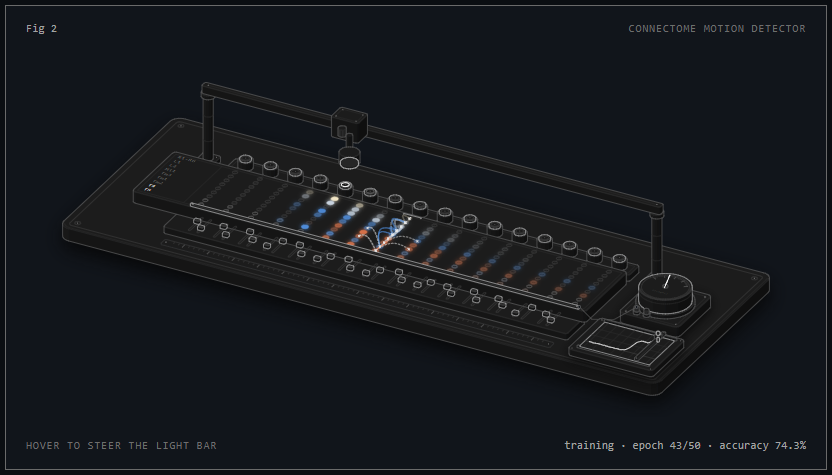 Fig 2
CONNECTOME MOTION DETECTOR
HOVER TO STEER THE LIGHT BAR
training · epoch 43/50 · accuracy 74.3%